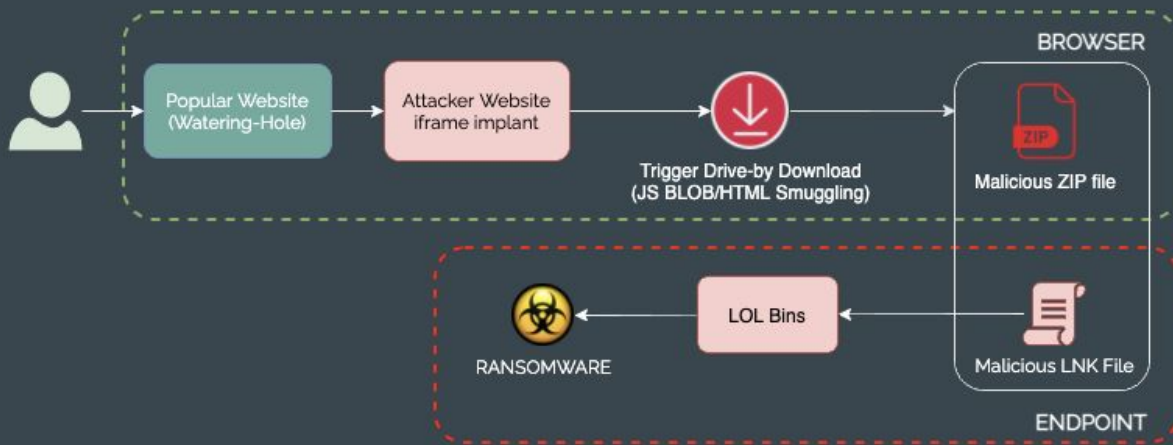 BROWSER
Popular Website
(Watering-Hole)
Attacker Website
iframe implant
Trigger Drive-by Download
(JS BLOB/HTML Smuggling)
ZIP
Malicious ZIP file
RANSOMWARE
LOL Bins
Malicious LNK File
ENDPOINT